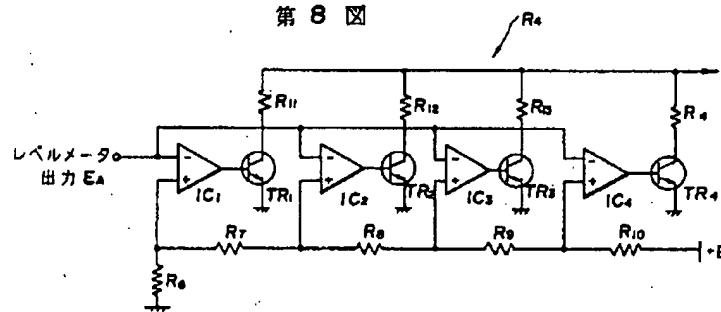 第8図
R4
R11 R12 R13 R14
レベルメータ
出力 EA
IC1 TR1 IC2 TR2 IC3 TR3 IC4 TR4
R7 R8 R9 R10 +B
R6